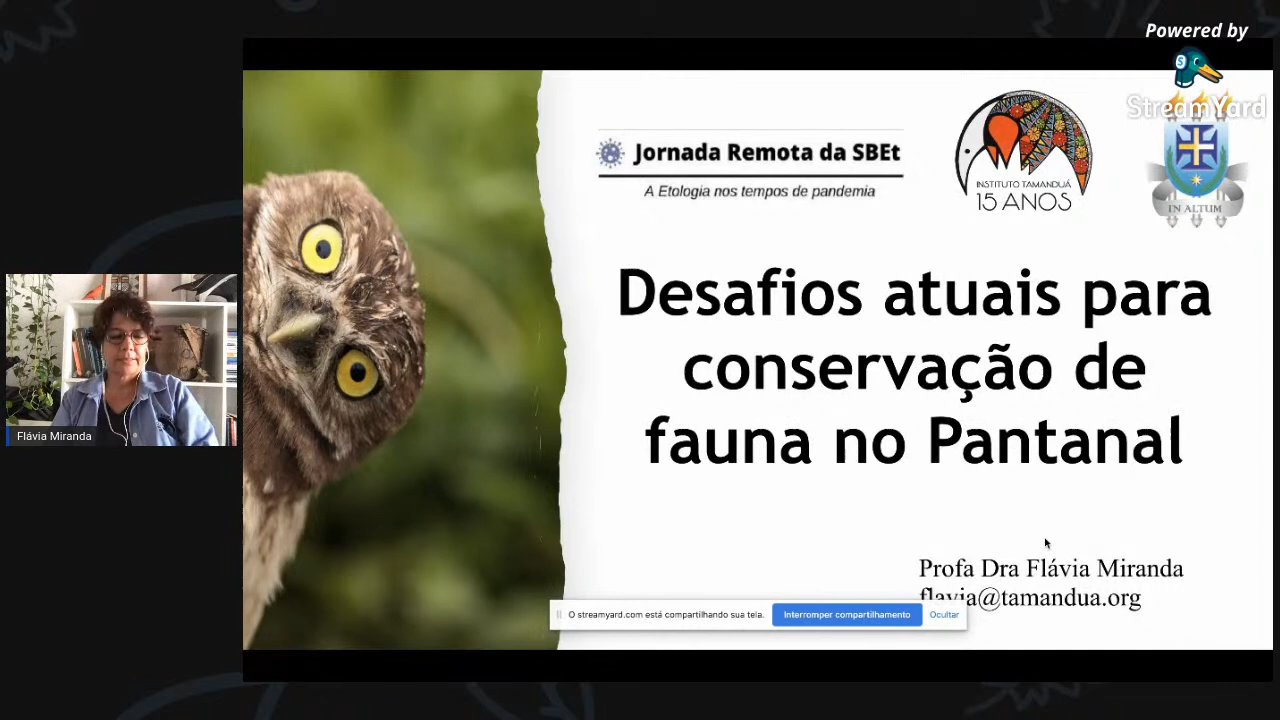 Powered by
StreamYard
Jornada Remota da SBEt
A Etologia nos tempos de pandemia
INSTITUTO TAMANDUÁ
15 ANOS
IN ALTUM
Desafios atuais para
conservação de
fauna no Pantanal
Flávia Miranda
Profa Dra Flávia Miranda
flavia@tamandua.org
O streamyard.com está compartilhando sua tela.
Interromper compartilhamento
Ocultar